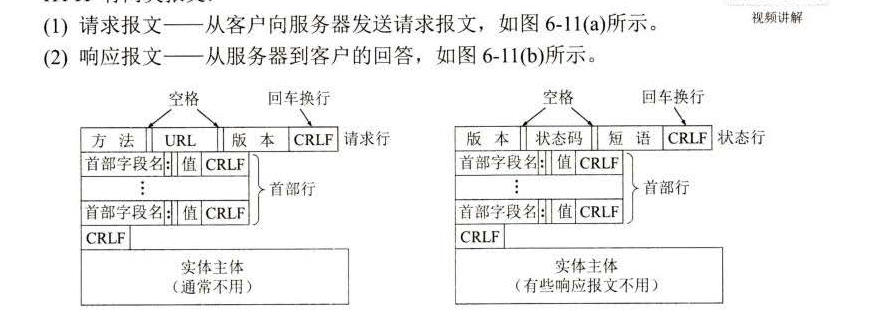 (1) 请求报文——从客户向服务器发送请求报文，如图 6-11(a)所示。
视频讲解
(2) 响应报文——从服务器到客户的回答，如图 6-11(b)所示。
空格 回车换行
方 法 URL 版 本 CRLF 请求行
首部字段名: 值 CRLF
⋮ 首部行
首部字段名: 值 CRLF
CRLF
实体主体
（通常不用）
空格 回车换行
版 本 状态码 短 语 CRLF 状态行
首部字段名: 值 CRLF
⋮ 首部行
首部字段名: 值 CRLF
CRLF
实体主体
（有些响应报文不用）